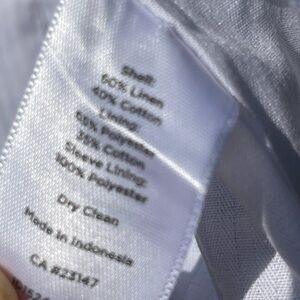 Shell:
60% Linen
40% Cotton
Lining:
65% Polyester
35% Cotton
Sleeve Lining:
100% Polyester
Dry Clean
Made in Indonesia
CA #23147